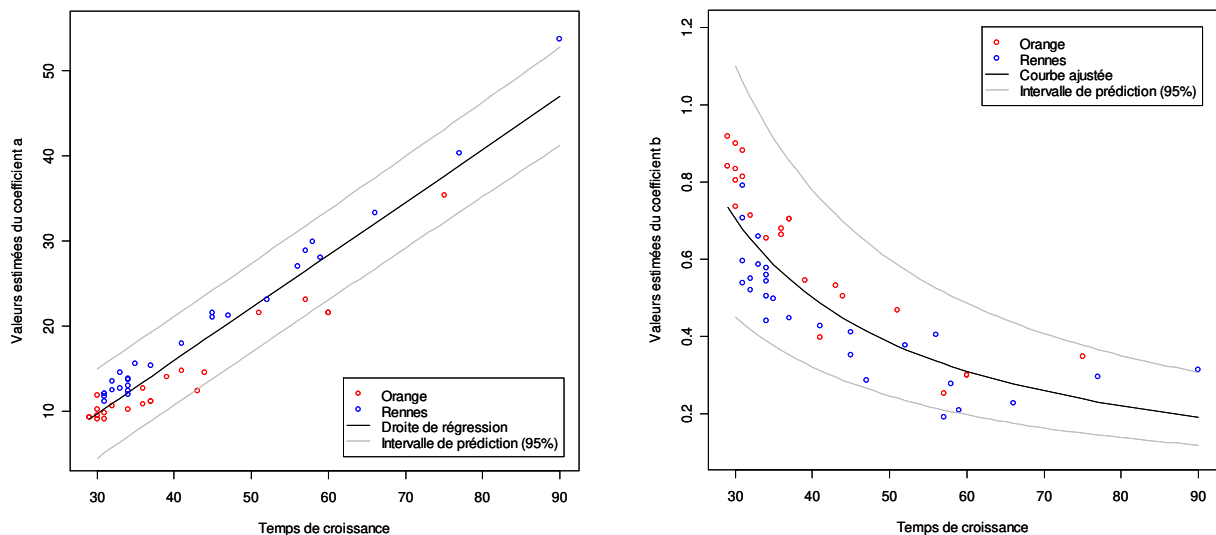 Valeurs estimées du coefficient a
50
40
30
20
10
30 40 50 60 70 80 90
Temps de croissance
Orange
Rennes
Droite de régression
Intervalle de prédiction (95%)
Valeurs estimées du coefficient b
1.2
1.0
0.8
0.6
0.4
0.2
30 40 50 60 70 80 90
Temps de croissance
Orange
Rennes
Courbe ajustée
Intervalle de prédiction (95%)